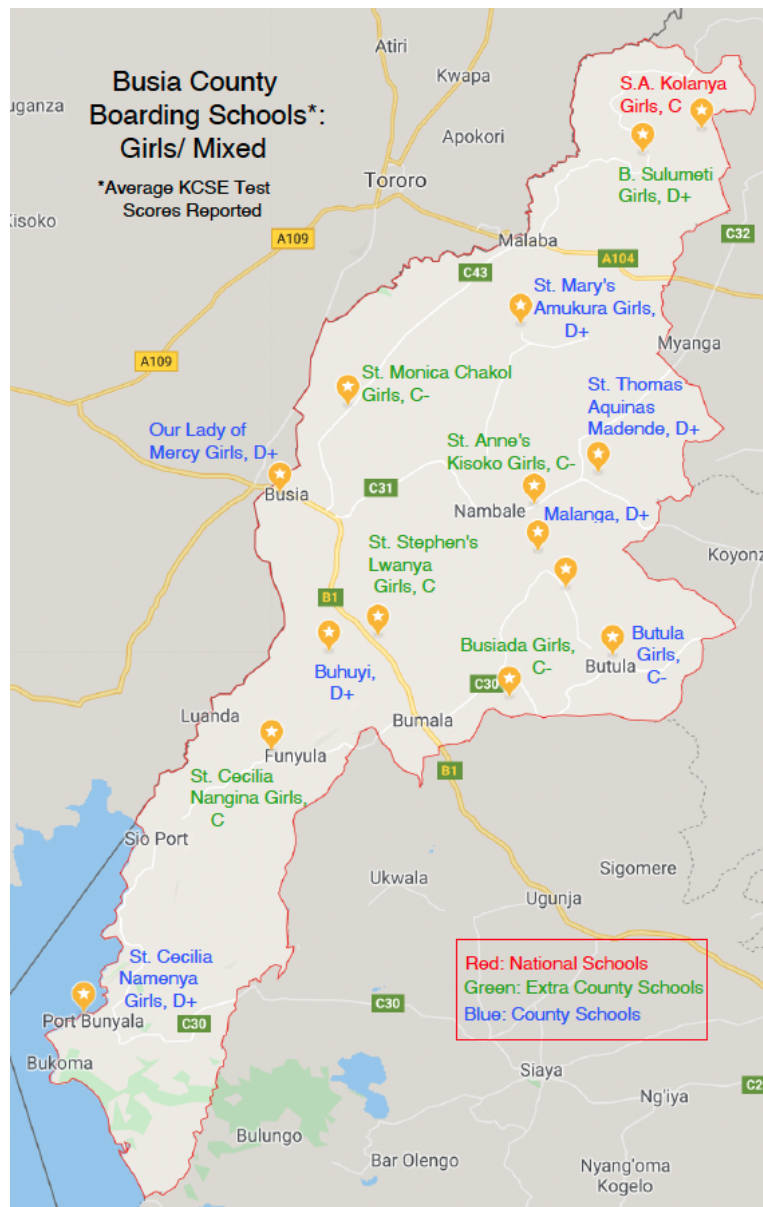 Busia County
Boarding Schools*:
Girls/ Mixed
*Average KCSE Test
Scores Reported
Atiri
Kwapa
Apokori
Tororo
uganza
Kisoko
S.A. Kolanya
Girls, C
B. Sulumeti
Girls, D+
C32
A109
Malaba
A104
C43
St. Mary's
Amukura Girls,
D+
Myanga
A109
St. Monica Chakol
Girls, C-
St. Thomas
Aquinas
Madende, D+
Our Lady of
Mercy Girls, D+
St. Anne's
Kisoko Girls, C-
Busia
C31
Nambale
Malanga, D+
St. Stephen's
Lwanya
Girls, C
Koyonz
B1
Buhuyi,
D+
Busiada Girls,
C-
Butula
Girls,
C-
Butula
C30
Luanda
Bumala
Funyula
B1
St. Cecilia
Nangina Girls,
C
Sio Port
Ukwala
Sigomere
Ugunja
St. Cecilia
Namenya
Girls, D+
Red: National Schools
Green: Extra County Schools
Blue: County Schools
Port Bunyala
C30
C30
Bukoma
Siaya
C2
Ng'iya
Bulungo
Bar Olengo
Nyang'oma
Kogelo